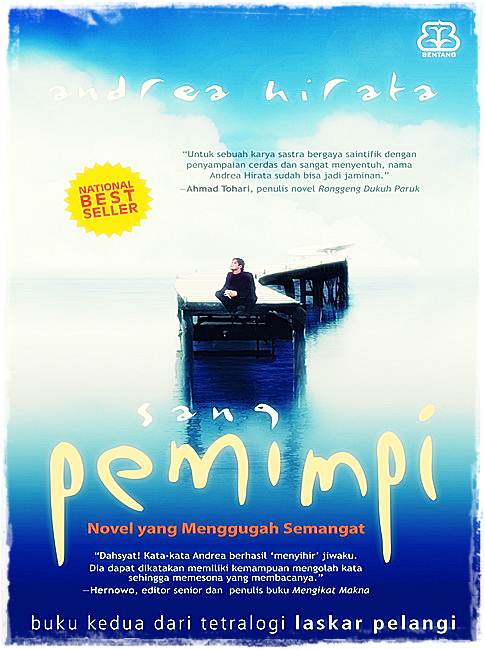 BENTANG
andrea hirata
"Untuk sebuah karya sastra bergaya saintifik dengan
penyampaian cerdas dan sangat menyentuh, nama
Andrea Hirata sudah bisa jadi jaminan."
—Ahmad Tohari, penulis novel Ronggeng Dukuh Paruk
NATIONAL
BEST
SELLER
sang
pemimpi
Novel yang Menggugah Semangat
"Dahsyat! Kata-kata Andrea berhasil 'menyihir' jiwaku.
Dia dapat dikatakan memiliki kemampuan mengolah kata
sehingga memesona yang membacanya."
—Hernowo, editor senior dan penulis buku Mengikat Makna
buku kedua dari tetralogi laskar pelangi